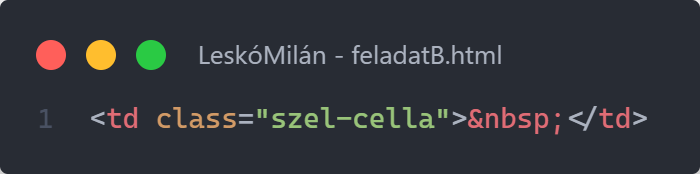 LeskóMilán - feladatB.html
1 <td class="szel-cella">&nbsp;</td>